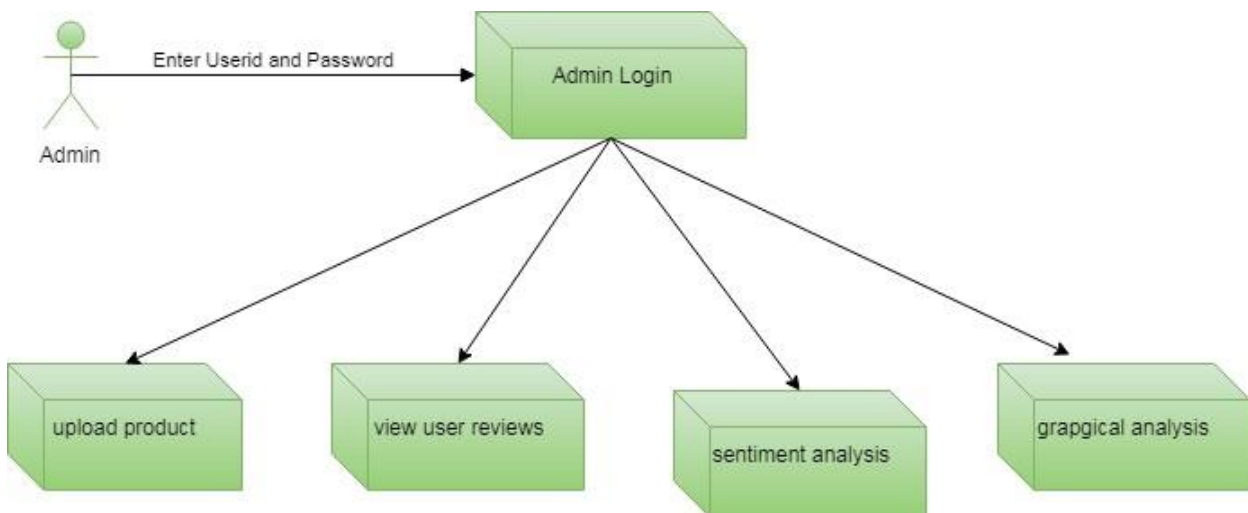 Enter Userid and Password
Admin Login
Admin
upload product
view user reviews
sentiment analysis
grapgical analysis